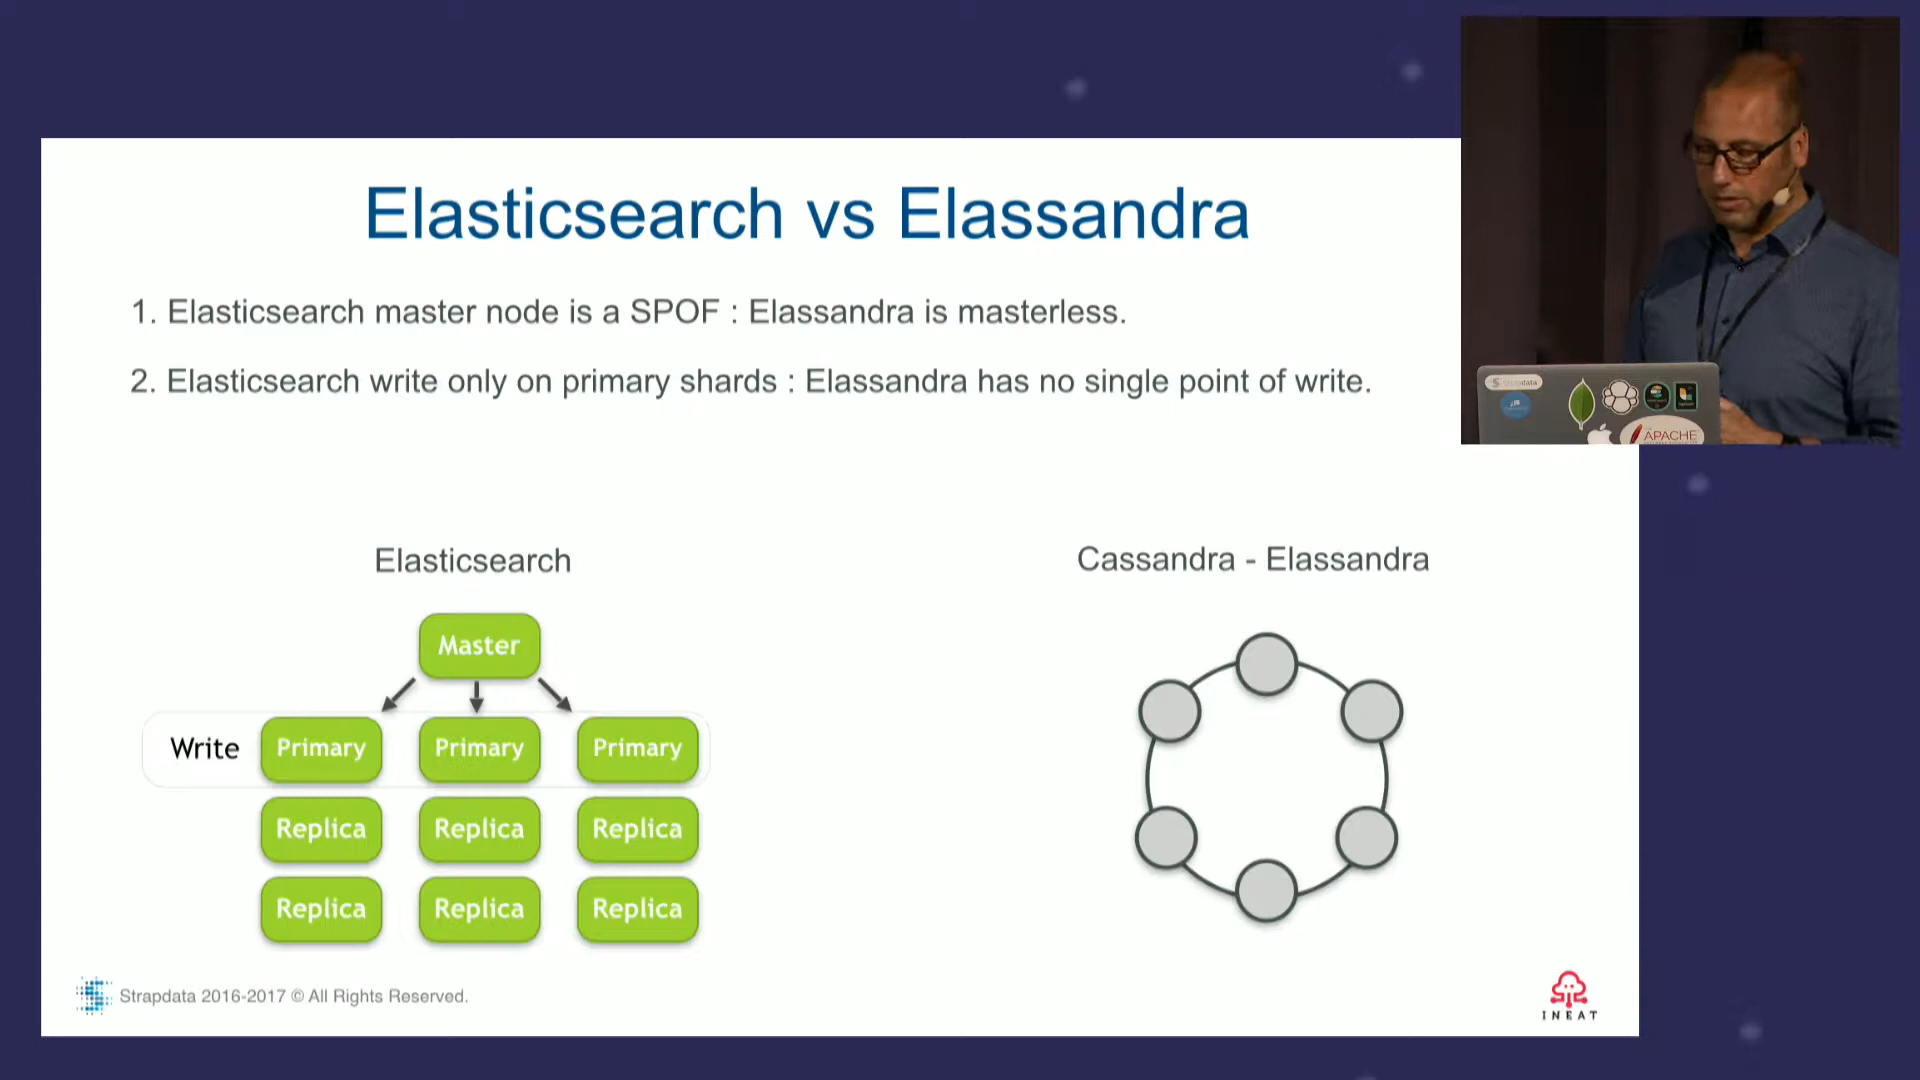 Elasticsearch vs Elassandra
1. Elasticsearch master node is a SPOF : Elassandra is masterless.
2. Elasticsearch write only on primary shards : Elassandra has no single point of write.
Elasticsearch
Cassandra - Elassandra
Master
Write
Primary
Primary
Primary
Replica
Replica
Replica
Replica
Replica
Replica
Strapdata 2016-2017 © All Rights Reserved.
INEAT
Strapdata
APACHE